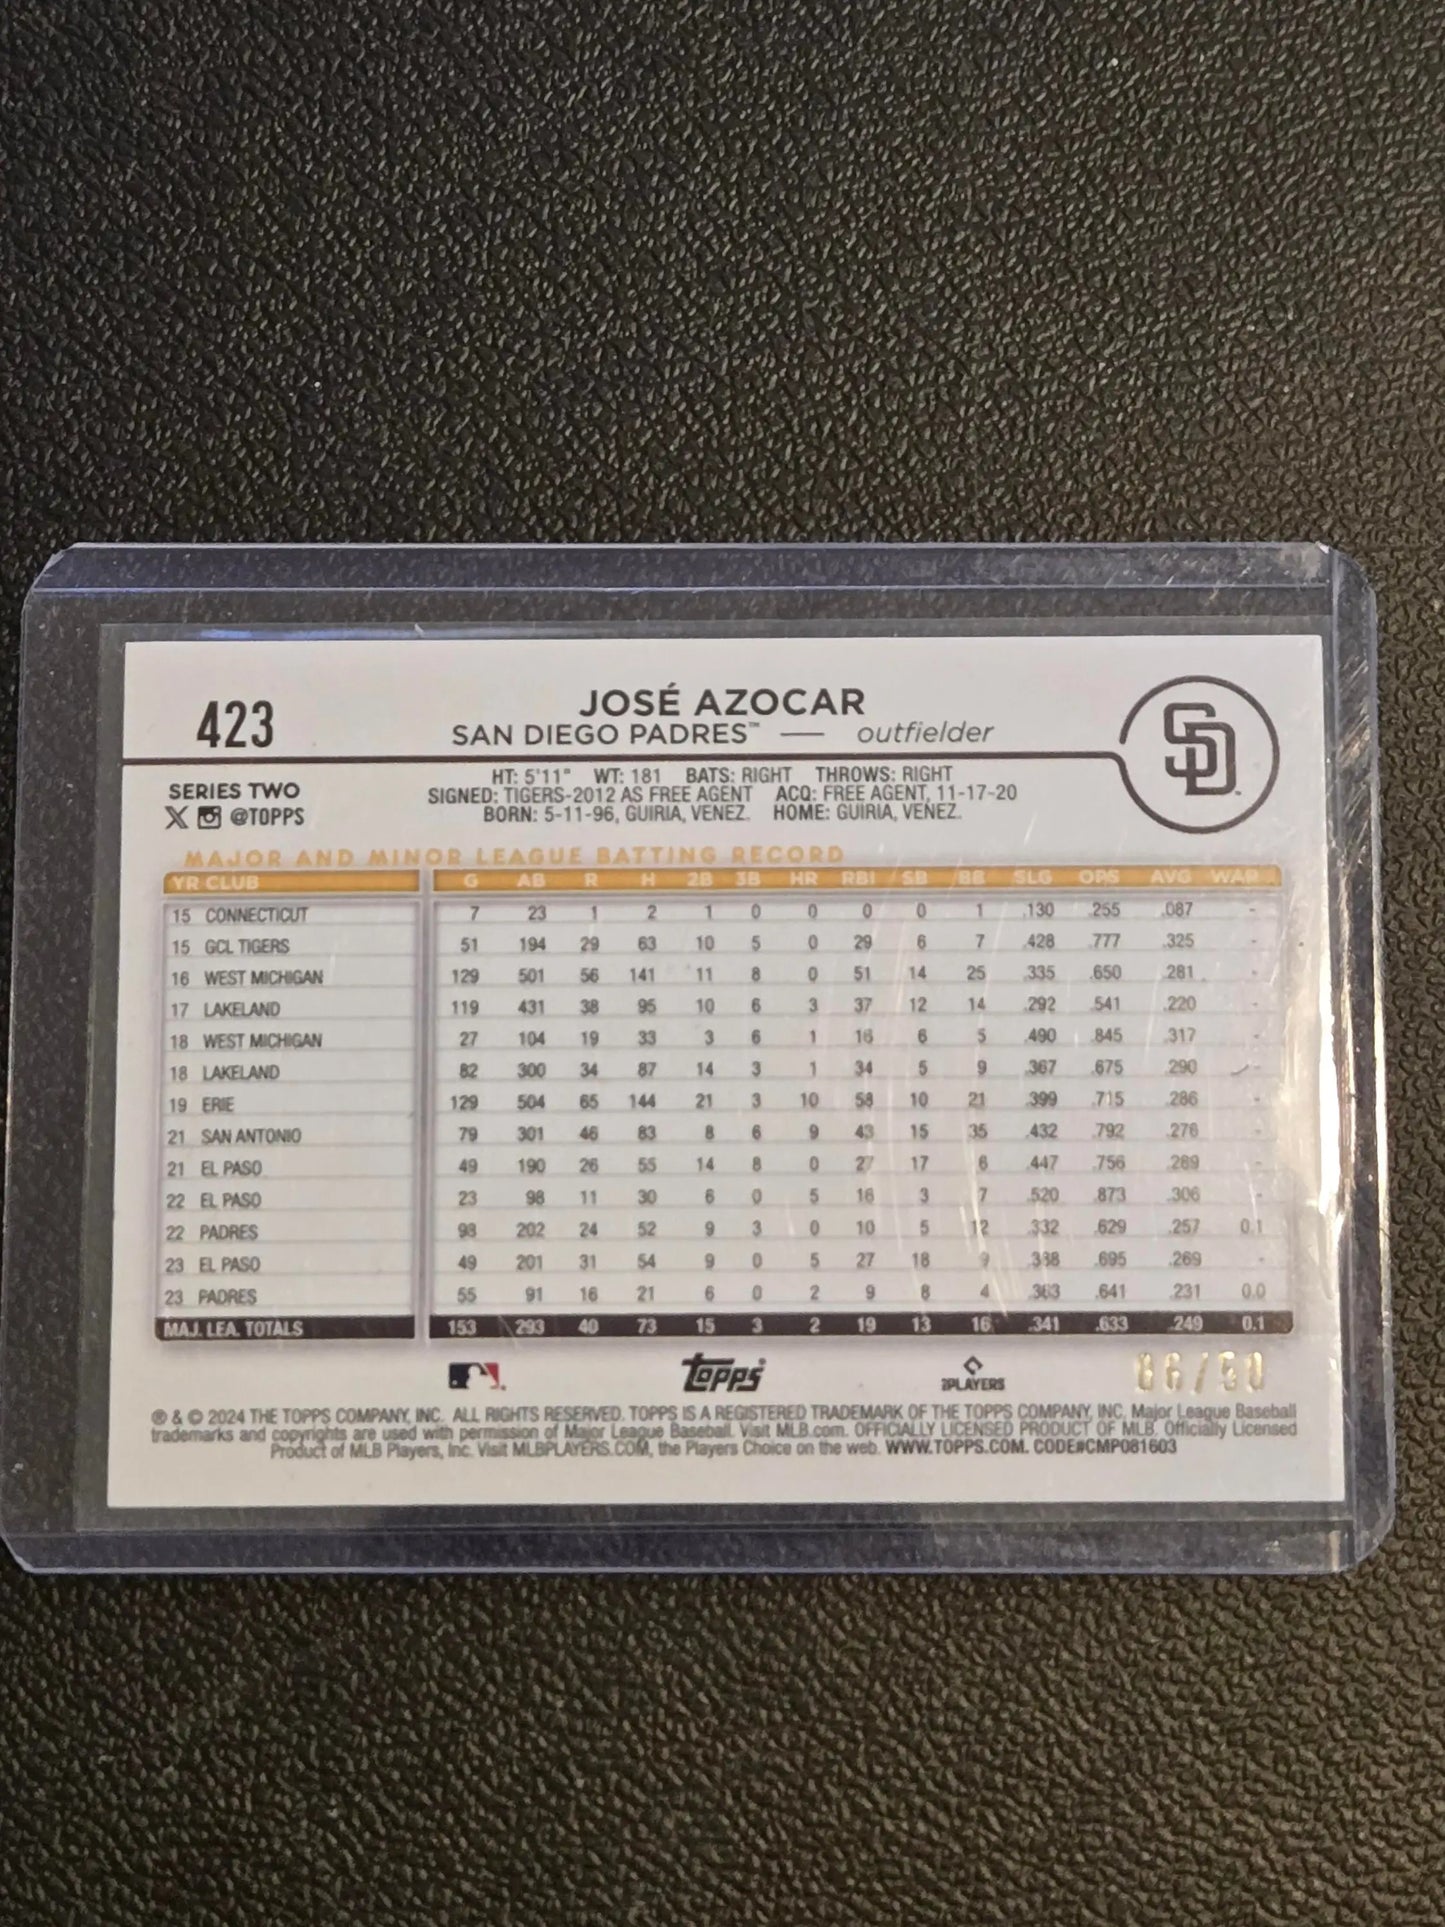 423
JOSÉ AZOCAR
SAN DIEGO PADRES™ — outfielder
SD
SERIES TWO
@TOPPS
HT: 5'11" WT: 181 BATS: RIGHT THROWS: RIGHT
SIGNED: TIGERS-2012 AS FREE AGENT ACQ: FREE AGENT, 11-17-20
BORN: 5-11-96, GUIRIA, VENEZ. HOME: GUIRIA, VENEZ.
MAJOR AND MINOR LEAGUE BATTING RECORD
YR CLUB G AB R H 2B 3B HR RBI SB BB SLG OPS AVG WAR
15 CONNECTICUT 7 23 1 2 1 0 0 0 0 1 .130 .255 .087 -
15 GCL TIGERS 51 194 29 63 10 5 0 29 6 7 .428 .777 .325 -
16 WEST MICHIGAN 129 501 56 141 11 8 0 51 14 25 .335 .650 .281 -
17 LAKELAND 119 431 38 95 10 6 3 37 12 14 .292 .541 .220 -
18 WEST MICHIGAN 27 104 19 33 3 6 1 16 6 5 .490 .845 .317 -
18 LAKELAND 82 300 34 87 14 3 1 34 5 9 .367 .675 .290 -
19 ERIE 129 504 65 144 21 3 10 58 10 21 .399 .715 .286 -
21 SAN ANTONIO 79 301 46 83 8 6 9 43 15 35 .432 .792 .276 -
21 EL PASO 49 190 26 55 14 8 0 27 17 6 .447 .756 .289 -
22 EL PASO 23 98 11 30 6 0 5 16 3 7 .520 .873 .306 -
22 PADRES 98 202 24 52 9 3 0 10 5 12 .332 .629 .257 0.1
23 EL PASO 49 201 31 54 9 0 5 27 18 9 .388 .695 .269 -
23 PADRES 55 91 16 21 6 0 2 9 8 4 .363 .641 .231 0.0
MAJ. LEA. TOTALS 153 293 40 73 15 3 2 19 13 16 .341 .633 .249 0.1
topps PLAYERS /50
® & © 2024 THE TOPPS COMPANY, INC. ALL RIGHTS RESERVED. TOPPS IS A REGISTERED TRADEMARK OF THE TOPPS COMPANY, INC. Major League Baseball
trademarks and copyrights are used with permission of Major League Baseball. Visit MLB.com. OFFICIALLY LICENSED PRODUCT OF MLB. Officially Licensed
Product of MLB Players, Inc. Visit MLBPLAYERS.COM, the Players Choice on the web. WWW.TOPPS.COM. CODE#CMP081603